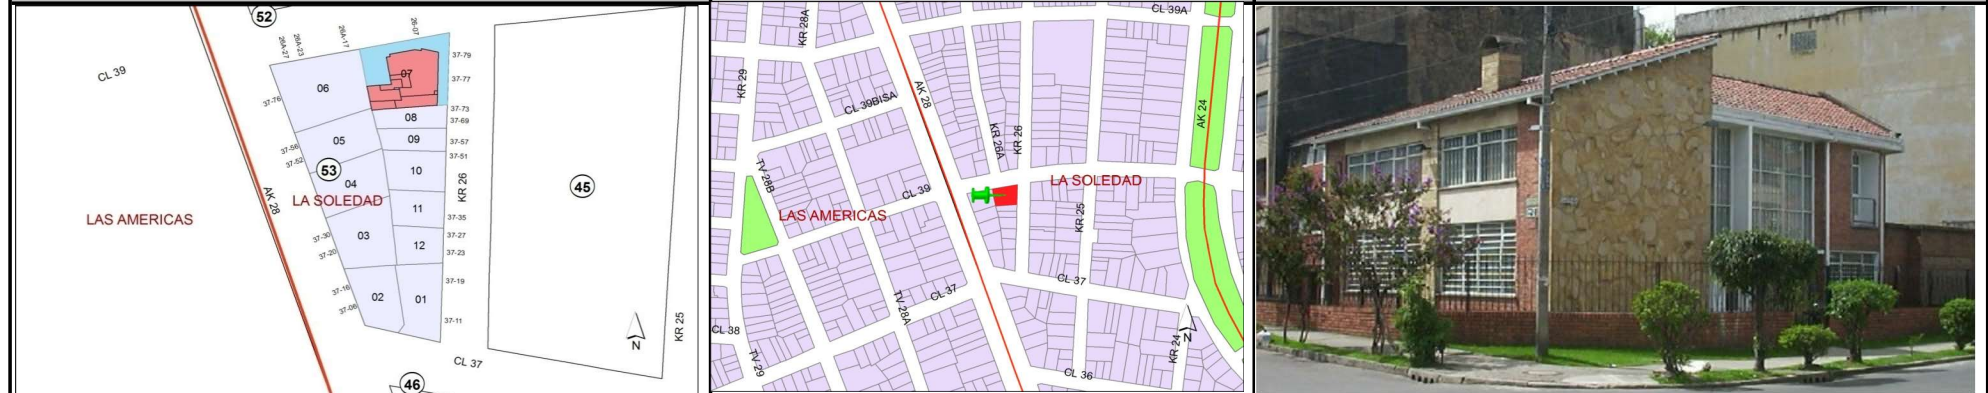 52
CL 39
26A-27
26A-23
26A-17
26-07
37-79
37-77
37-73
37-69
37-57
37-51
37-35
37-27
37-23
37-19
37-11
37-76
37-56
37-52
37-30
37-20
37-16
37-06
07
06
08
05
09
53
10
04
LA SOLEDAD
11
03
12
02
01
LAS AMERICAS
AK 28
KR 26
45
KR 25
N
CL 37
46
KR 28A
CL 39A
KR 29
AK 28
CL 39BISA
AK 24
KR 26A
KR 26
TV 28B
CL 39
LA SOLEDAD
LAS AMERICAS
KR 25
CL 37
CL 37
TV 28A
CL 38
TV 29
N
KR 24
CL 36